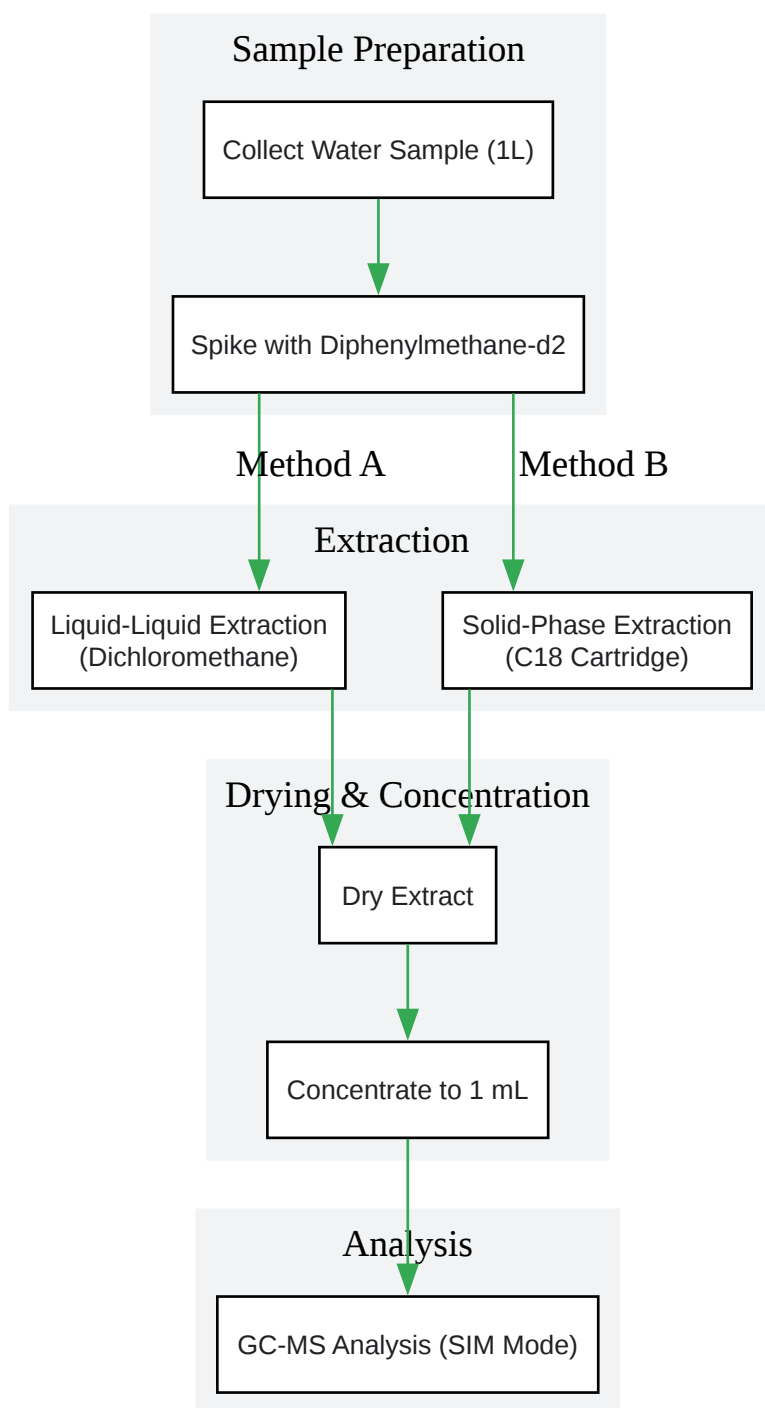 Sample Preparation
Collect Water Sample (1L)
Spike with Diphenylmethane-d2
Method A
Method B
Extraction
Liquid-Liquid Extraction
(Dichloromethane)
Solid-Phase Extraction
(C18 Cartridge)
Drying & Concentration
Dry Extract
Concentrate to 1 mL
Analysis
GC-MS Analysis (SIM Mode)